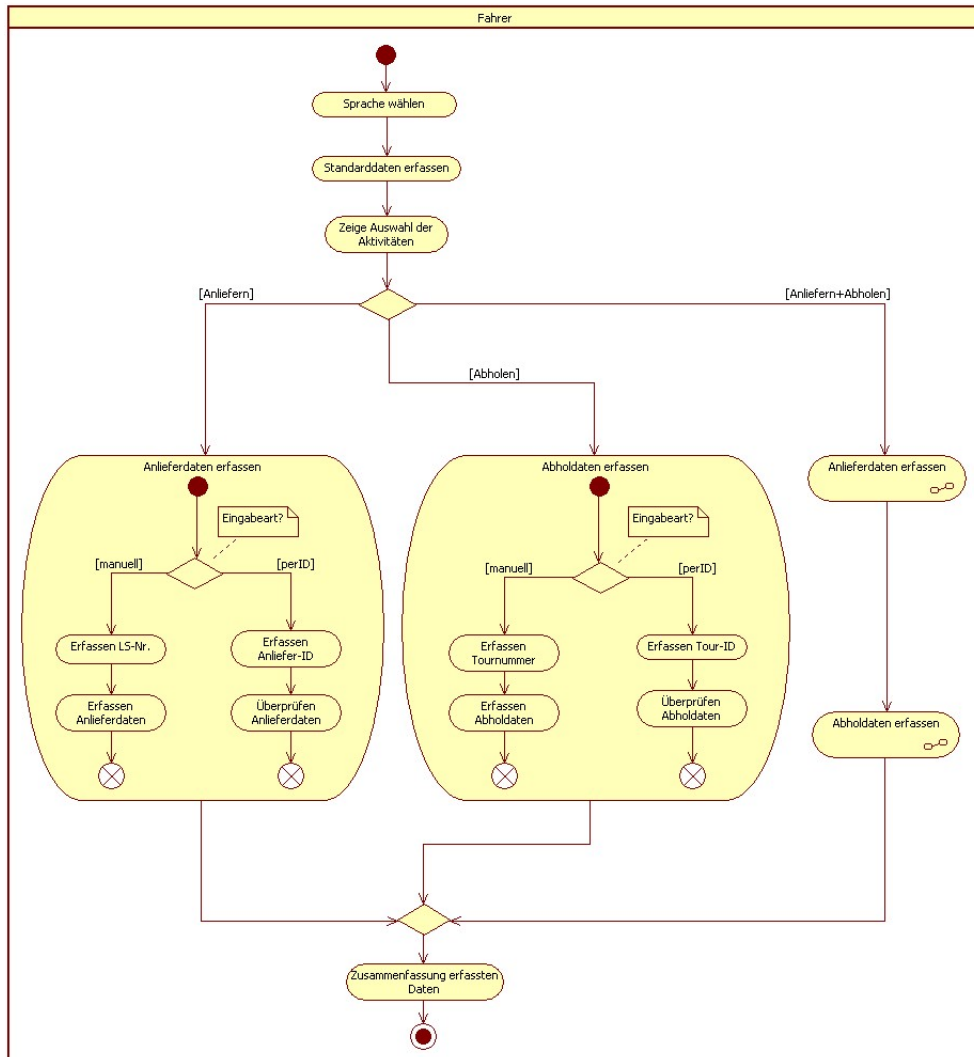 Fahrer
Sprache wählen
Standarddaten erfassen
Zeige Auswahl der
Aktivitäten
[Anliefern]
[Anliefern+Abholen]
[Abholen]
Anlieferdaten erfassen
Eingabeart?
[manuell]
[perID]
Erfassen LS-Nr.
Erfassen
Anliefer-ID
Erfassen
Anlieferdaten
Überprüfen
Anlieferdaten
Abholdaten erfassen
Eingabeart?
[manuell]
[perID]
Erfassen
Tournummer
Erfassen Tour-ID
Erfassen
Abholdaten
Überprüfen
Abholdaten
Anlieferdaten erfassen
Abholdaten erfassen
Zusammenfassung erfassten
Daten